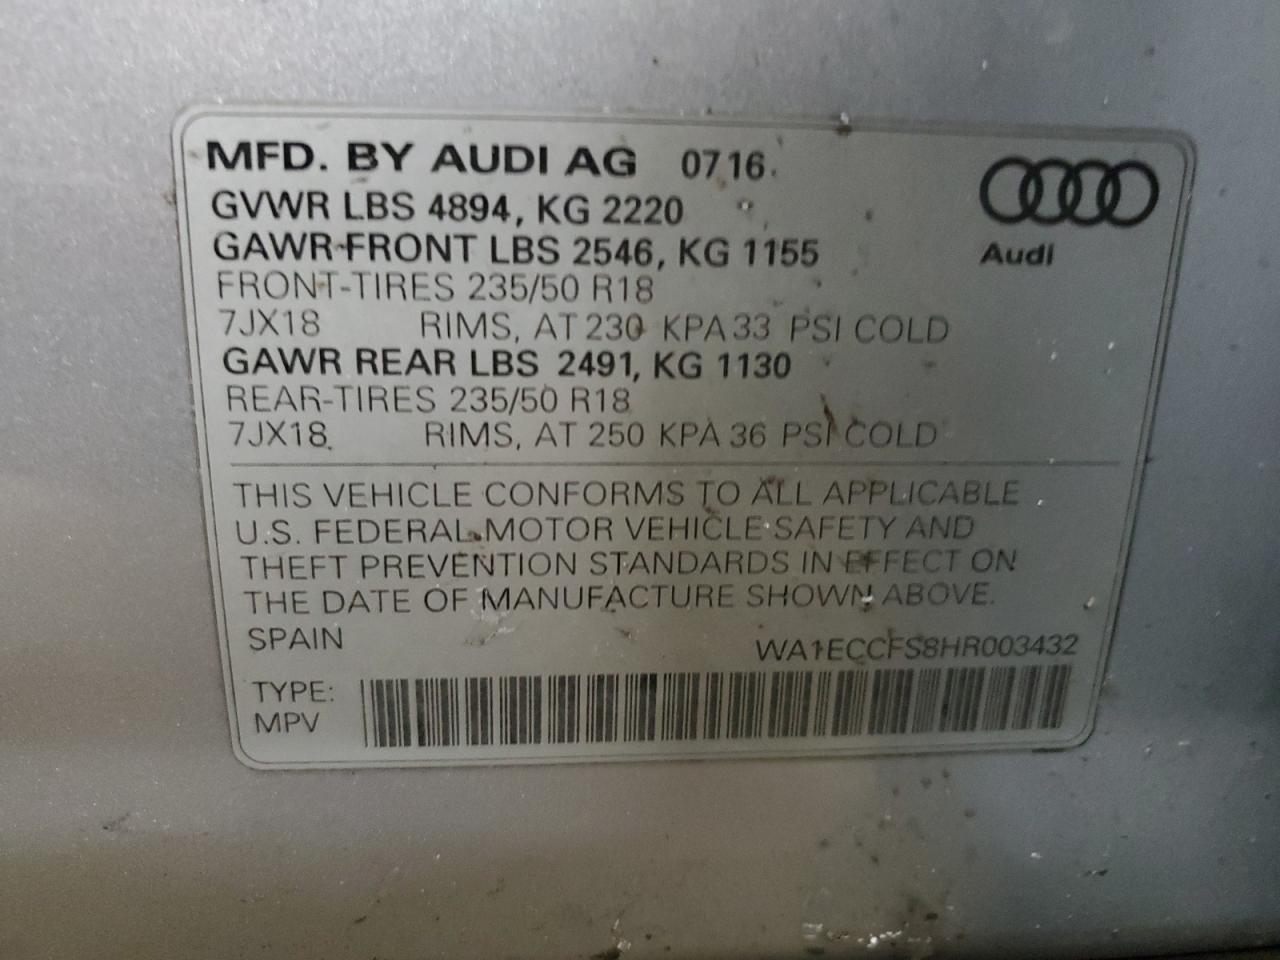 MFD. BY AUDI AG 07 16
GVWR LBS 4894, KG 2220
GAWR-FRONT LBS 2546, KG 1155
Audi
FRONT-TIRES 235/50 R18
7JX18 RIMS, AT 230 KPA 33 PSI COLD
GAWR REAR LBS 2491, KG 1130
REAR-TIRES 235/50 R18
7JX18 RIMS, AT 250 KPA 36 PSI COLD
THIS VEHICLE CONFORMS TO ALL APPLICABLE
U.S. FEDERAL MOTOR VEHICLE SAFETY AND
THEFT PREVENTION STANDARDS IN EFFECT ON
THE DATE OF MANUFACTURE SHOWN ABOVE.
SPAIN WA1ECCFS8HR003432
TYPE:
MPV